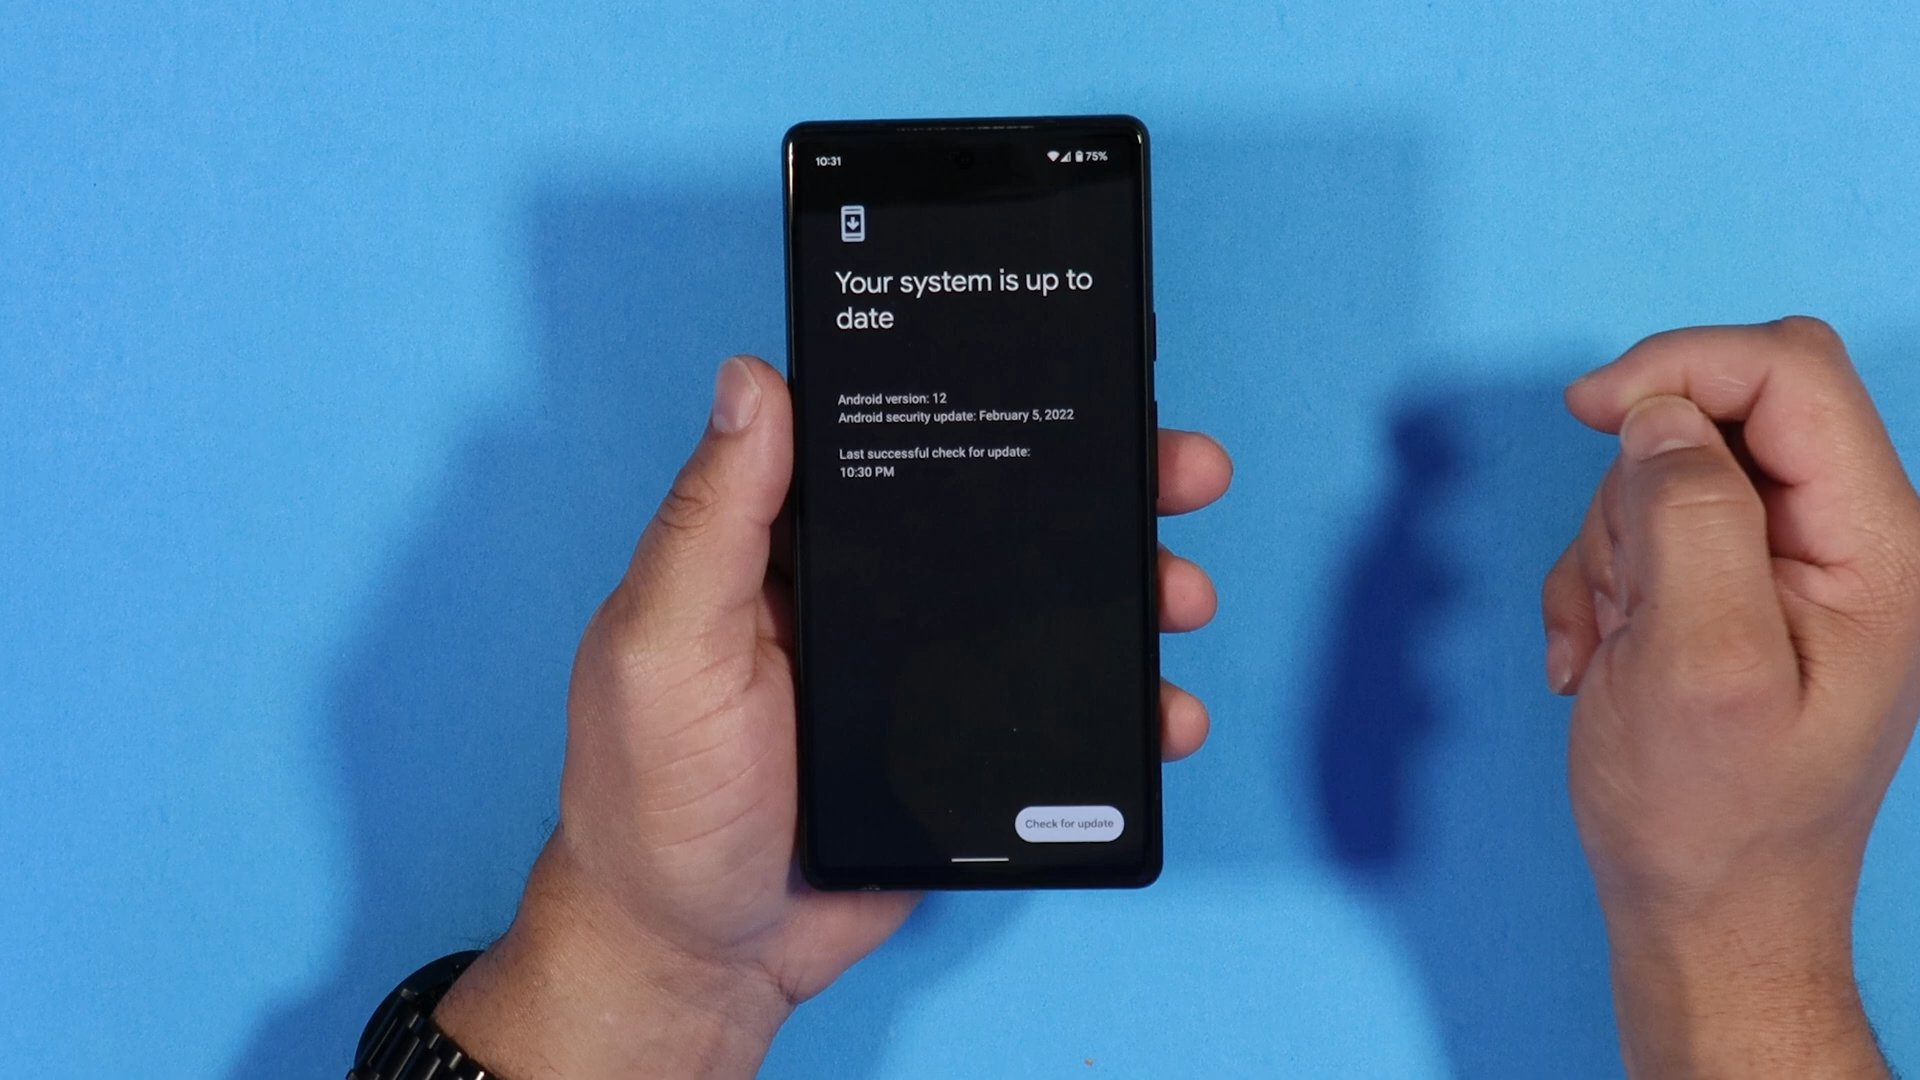 10:31
75%
Your system is up to
date
Android version: 12
Android security update: February 5, 2022
Last successful check for update:
10:30 PM
Check for update